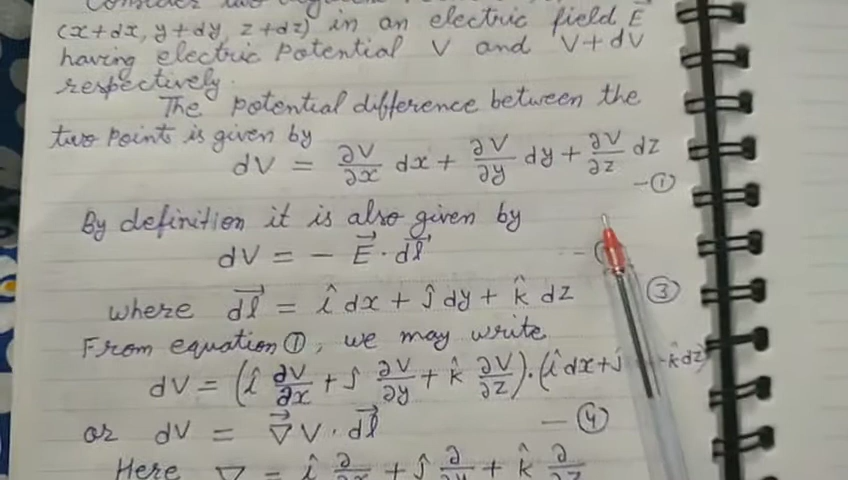 (x+dx, y+dy, z+dz) in an electric field E⃗
having electric potential V and V+dV
respectively.
The potential difference between the
two points is given by
dV = ∂V/∂x dx + ∂V/∂y dy + ∂V/∂z dz
—①
By definition it is also given by
dV = − E⃗ · dl⃗
where dl⃗ = î dx + ĵ dy + k̂ dz ③
From equation ①, we may write
dV = (î ∂V/∂x + ĵ ∂V/∂y + k̂ ∂V/∂z) · (î dx + ĵ + k̂ dz)
or dV = ∇⃗ V · dl⃗ —④
Here ∇ = î ∂/∂x + ĵ ∂/∂y + k̂ ∂/∂z